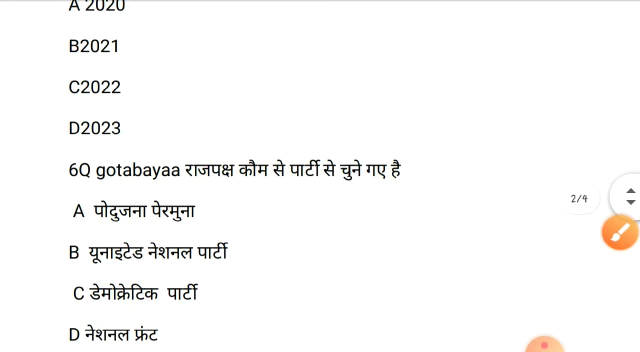 A 2020
B2021
C2022
D2023
6Q gotabayaa राजपक्ष कौम से पार्टी से चुने गए है
A पोदुजना पेरमुना
2/4
B यूनाइटेड नेशनल पार्टी
C डेमोक्रेटिक पार्टी
D नेशनल फ्रंट